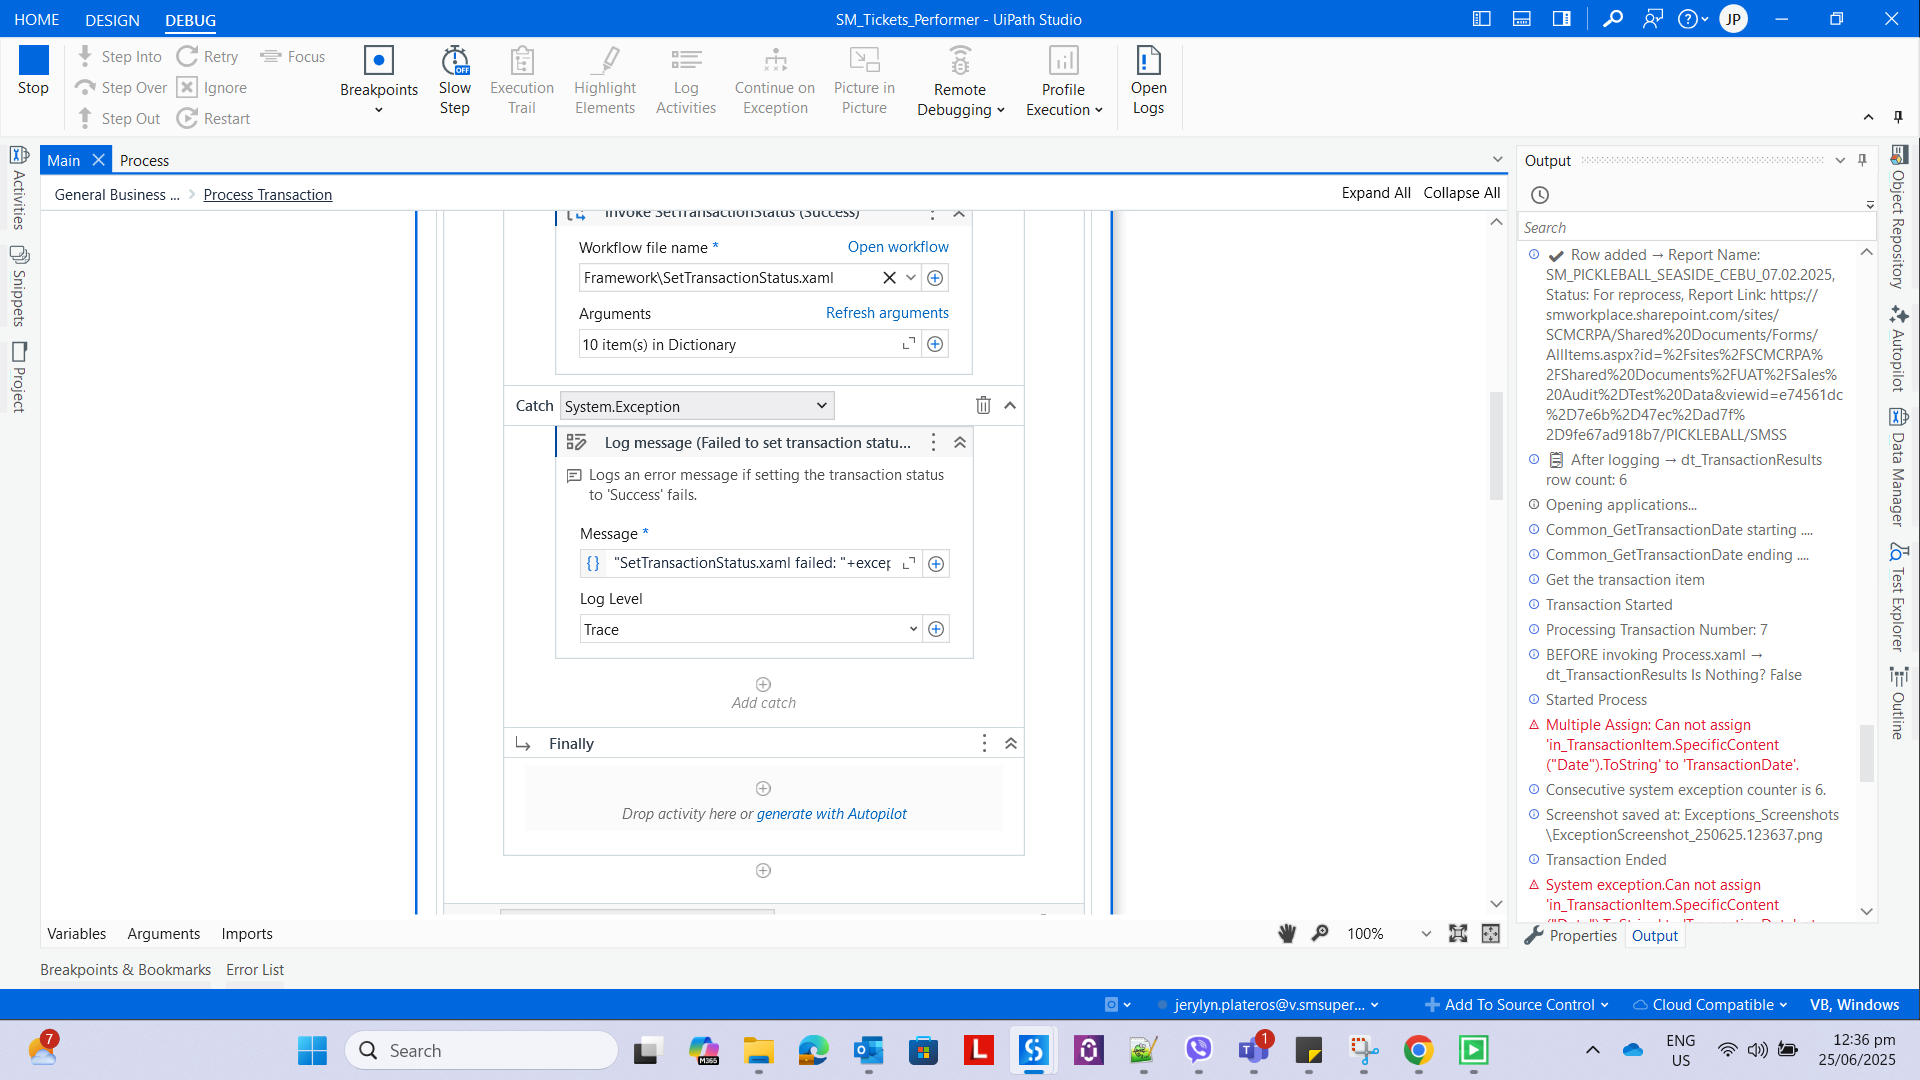 HOME DESIGN DEBUG
SM_Tickets_Performer - UiPath Studio
JP
Stop
Step Into
Step Over
Step Out
Retry
Ignore
Restart
Focus
Breakpoints
OFF
Slow Step
Execution Trail
Highlight Elements
Log Activities
Continue on Exception
Picture in Picture
Remote Debugging
Profile Execution
Open Logs
Activities
Snippets
Project
Main
Process
General Business ...
Process Transaction
Expand All
Collapse All
Invoke SetTransactionStatus (Success)
Workflow file name *
Open workflow
Framework\SetTransactionStatus.xaml
Arguments
Refresh arguments
10 item(s) in Dictionary
Catch
System.Exception
Log message (Failed to set transaction statu...
Logs an error message if setting the transaction status
to 'Success' fails.
Message *
{} "SetTransactionStatus.xaml failed: "+excep
Log Level
Trace
Add catch
Finally
Drop activity here or generate with Autopilot
Variables
Arguments
Imports
100%
Breakpoints & Bookmarks
Error List
Output
Search
Row added → Report Name:
SM_PICKLEBALL_SEASIDE_CEBU_07.02.2025,
Status: For reprocess, Report Link: https://
smworkplace.sharepoint.com/sites/
SCMCRPA/Shared%20Documents/Forms/
AllItems.aspx?id=%2Fsites%2FSCMCRPA%
2FShared%20Documents%2FUAT%2FSales%
20Audit%2DTest%20Data&viewid=e74561dc
%2D7e6b%2D47ec%2Dad7f%
2D9fe67ad918b7/PICKLEBALL/SMSS
After logging → dt_TransactionResults
row count: 6
Opening applications...
Common_GetTransactionDate starting ....
Common_GetTransactionDate ending ....
Get the transaction item
Transaction Started
Processing Transaction Number: 7
BEFORE invoking Process.xaml →
dt_TransactionResults Is Nothing? False
Started Process
Multiple Assign: Can not assign
'in_TransactionItem.SpecificContent
("Date").ToString' to 'TransactionDate'.
Consecutive system exception counter is 6.
Screenshot saved at: Exceptions_Screenshots
\ExceptionScreenshot_250625.123637.png
Transaction Ended
System exception.Can not assign
'in_TransactionItem.SpecificContent
Properties
Output
Object Repository
Autopilot
Data Manager
Test Explorer
Outline
jerylyn.plateros@v.smsuper...
Add To Source Control
Cloud Compatible
VB, Windows
7
Search
M365
L
1
ENG
US
12:36 pm
25/06/2025